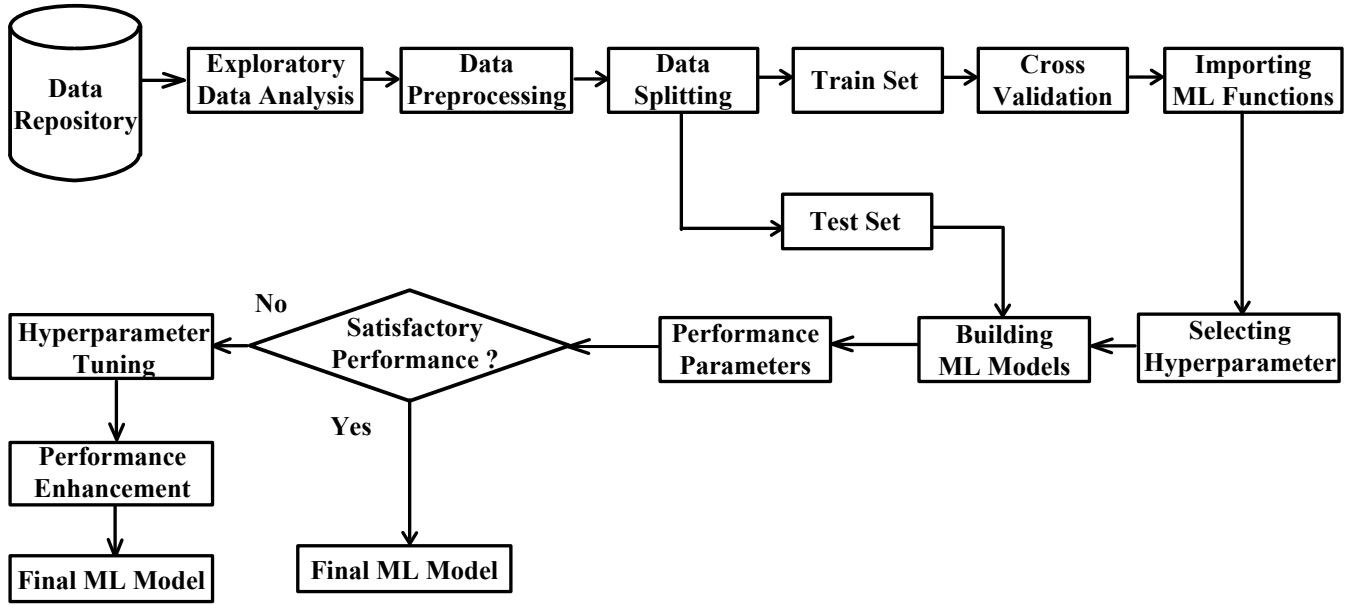 Data
Repository
Exploratory
Data Analysis
Data
Preprocessing
Data
Splitting
Train Set
Cross
Validation
Importing
ML Functions
Test Set
No
Hyperparameter
Tuning
Satisfactory
Performance ?
Performance
Parameters
Building
ML Models
Selecting
Hyperparameter
Yes
Performance
Enhancement
Final ML Model
Final ML Model